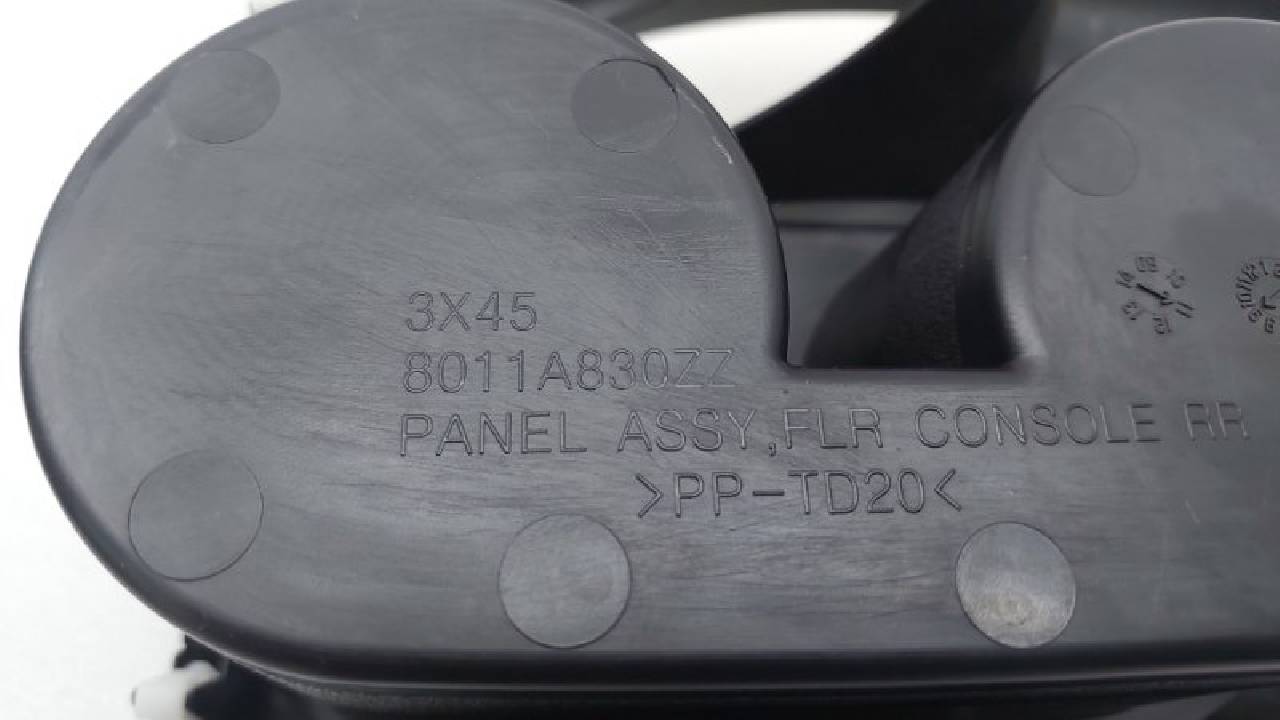 3X45
8011A830ZZ
PANEL ASSY,FLR CONSOLE RR
>PP-TD20<